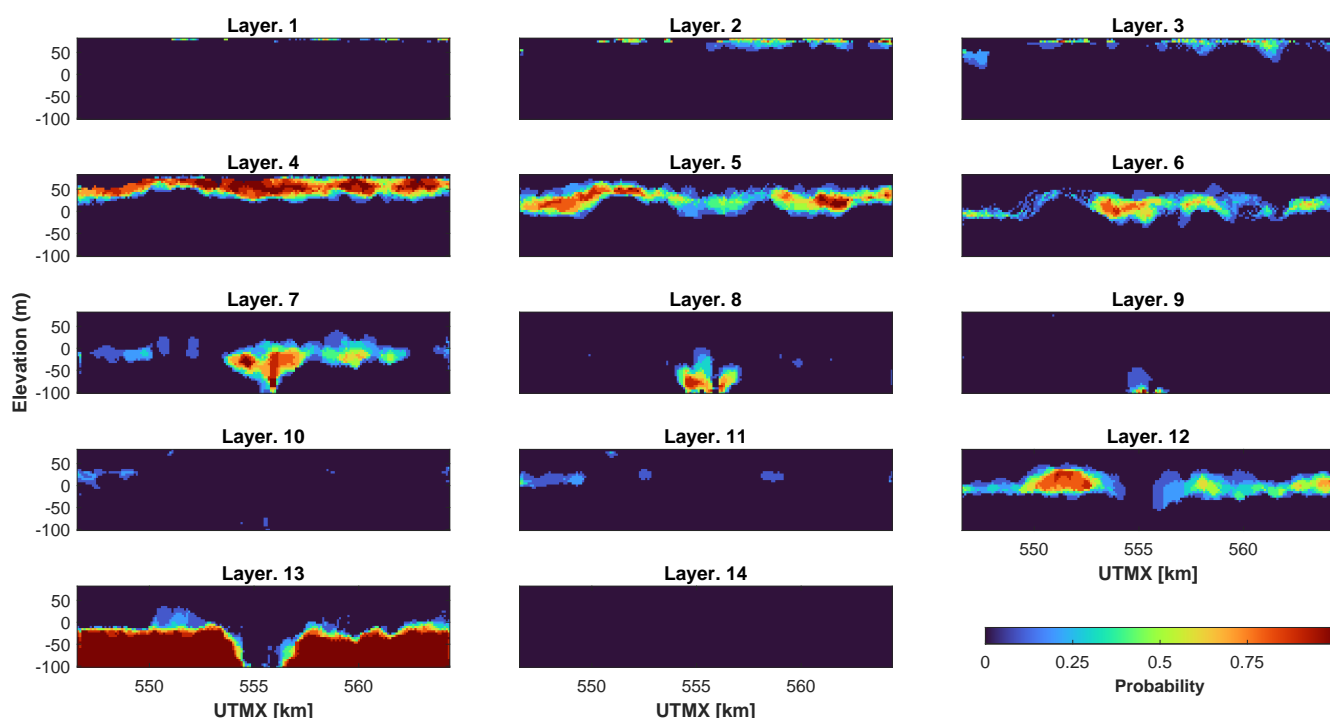 Layer. 1
Layer. 2
Layer. 3
50
0
-50
-100
Layer. 4
Layer. 5
Layer. 6
50
0
-50
-100
Layer. 7
Layer. 8
Layer. 9
50
0
-50
-100
Elevation (m)
Layer. 10
Layer. 11
Layer. 12
50
0
-50
-100
550 555 560
UTMX [km]
Layer. 13
Layer. 14
50
0
-50
-100
550 555 560
UTMX [km]
550 555 560
UTMX [km]
0 0.25 0.5 0.75
Probability